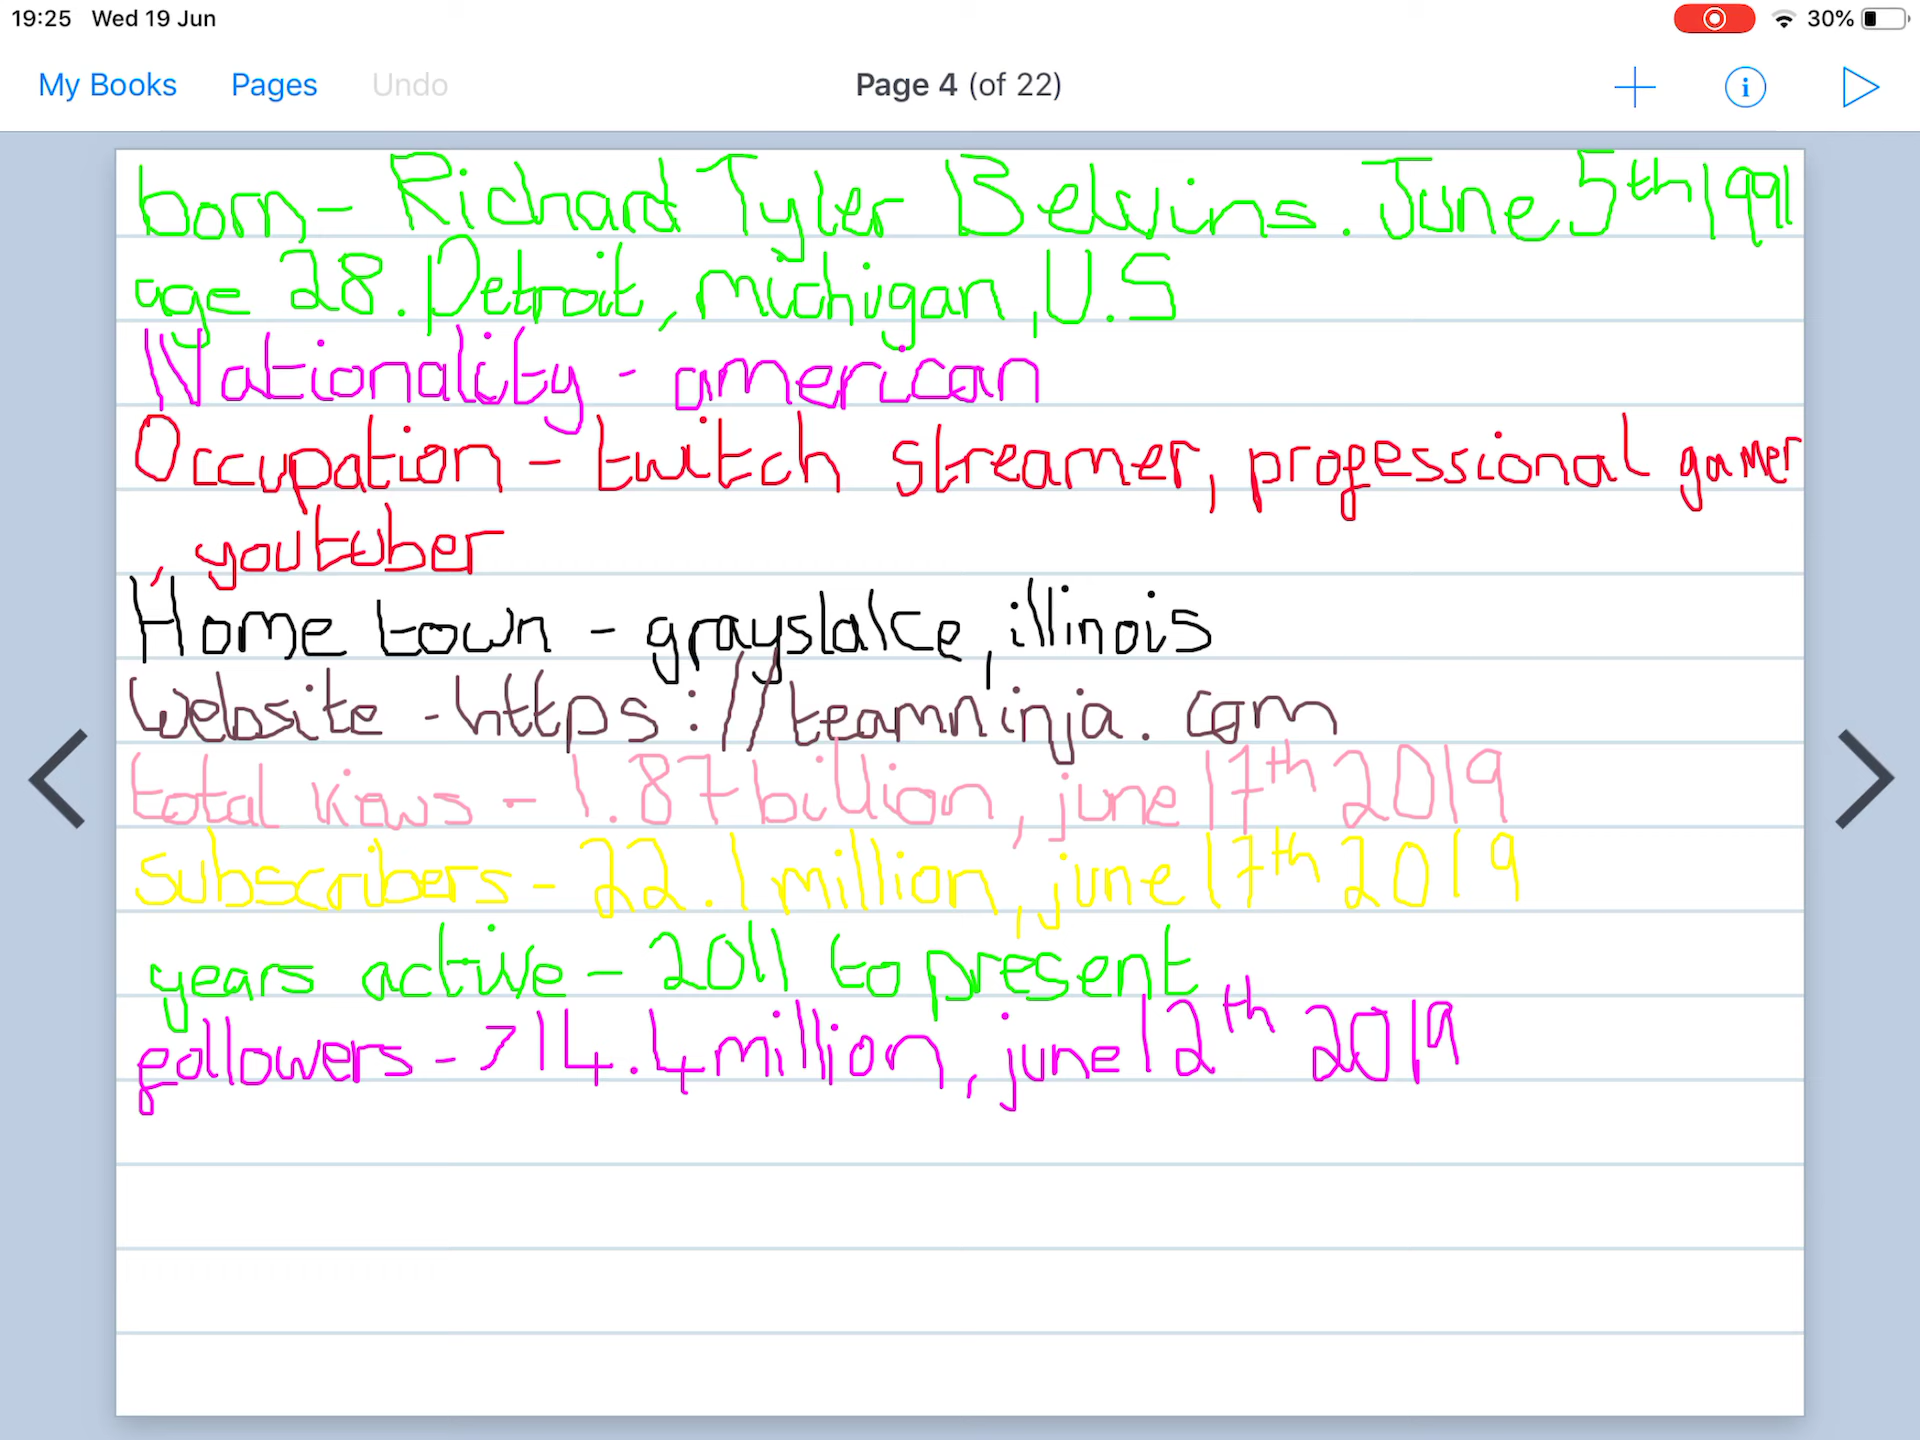 19:25 Wed 19 Jun 30%
My Books Pages Undo Page 4 (of 22)
born - Richard Tyler Belvins. June 5th 1991
age 28. Detroit, michigan, U.S
Nationality - american
Occupation - twitch streamer, professional gamer
, youtuber
Home town - grayslake, illinois
Website - https://teamninja.com
total views - 1.87 billion, june 17th 2019
subscribers - 22.1 million, june 17th 2019
years active - 2011 to present
followers - >14.4 million, june 12th 2019